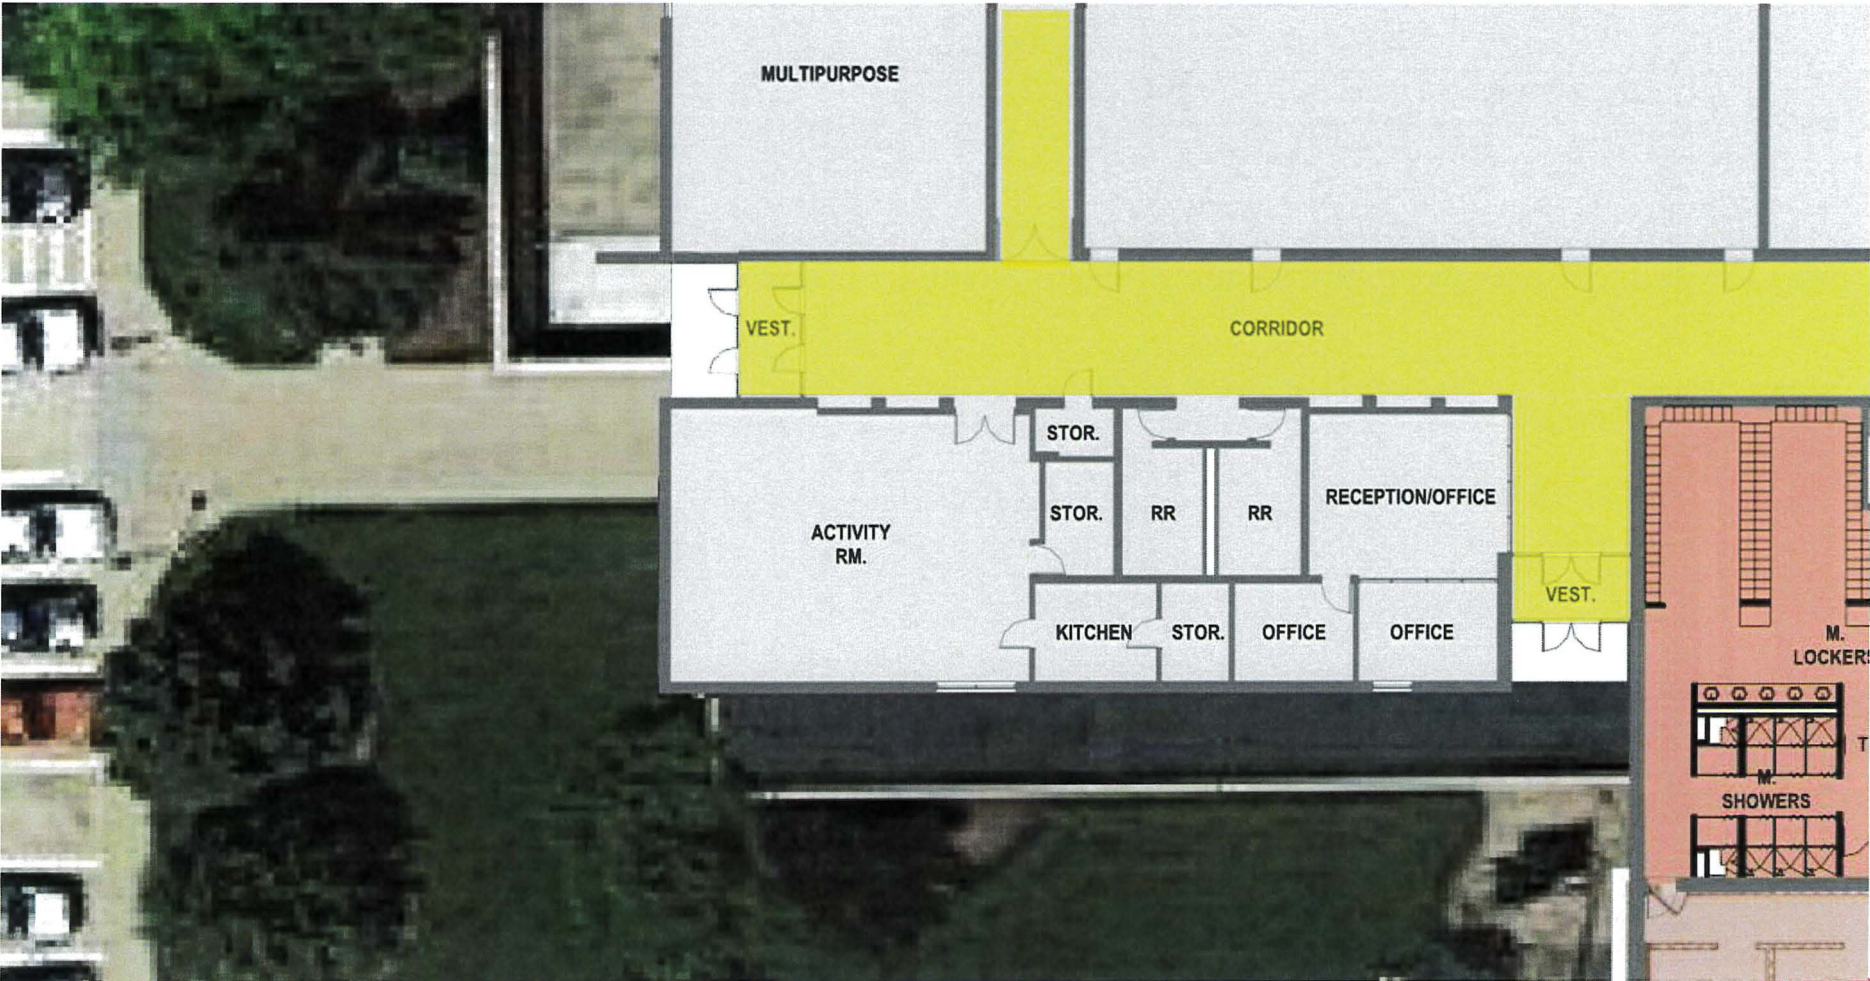 MULTIPURPOSE
VEST.
CORRIDOR
STOR.
ACTIVITY
RM.
STOR.
RR
RR
RECEPTION/OFFICE
VEST.
KITCHEN
STOR.
OFFICE
OFFICE
M.
LOCKERS
T
M.
SHOWERS